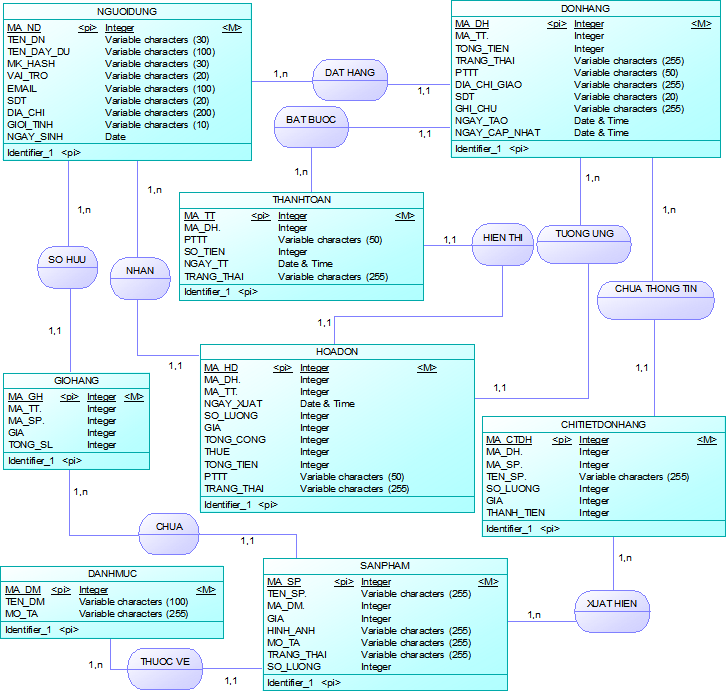 NGUOIDUNG
MA_ND <pi> Integer <M>
TEN_DN Variable characters (30)
TEN_DAY_DU Variable characters (100)
MK_HASH Variable characters (30)
VAI_TRO Variable characters (20)
EMAIL Variable characters (100)
SDT Variable characters (20)
DIA_CHI Variable characters (200)
GIOI_TINH Variable characters (10)
NGAY_SINH Date
Identifier_1 <pi>
DONHANG
MA_DH <pi> Integer <M>
MA_TT. Integer
TONG_TIEN Integer
TRANG_THAI Variable characters (255)
PTTT Variable characters (50)
DIA_CHI_GIAO Variable characters (255)
SDT Variable characters (20)
GHI_CHU Variable characters (255)
NGAY_TAO Date & Time
NGAY_CAP_NHAT Date & Time
Identifier_1 <pi>
1,n
DAT HANG
1,1
BAT BUOC
1,1
1,n
1,n
1,n
1,n
1,n
THANHTOAN
MA_TT <pi> Integer <M>
MA_DH. Integer
PTTT Variable characters (50)
SO_TIEN Integer
NGAY_TT Date & Time
TRANG_THAI Variable characters (255)
Identifier_1 <pi>
1,1
HIEN THI
TUONG UNG
SO HUU
NHAN
CHUA THONG TIN
1,1
1,1
1,1
1,1
1,1
HOADON
MA_HD <pi> Integer <M>
MA_DH. Integer
MA_TT. Integer
NGAY_XUAT Date & Time
SO_LUONG Integer
GIA Integer
TONG_CONG Integer
THUE Integer
TONG_TIEN Integer
PTTT Variable characters (50)
TRANG_THAI Variable characters (255)
Identifier_1 <pi>
GIOHANG
MA_GH <pi> Integer <M>
MA_TT. Integer
MA_SP. Integer
GIA Integer
TONG_SL Integer
Identifier_1 <pi>
CHITIETDONHANG
MA_CTDH <pi> Integer <M>
MA_DH. Integer
MA_SP. Integer
TEN_SP. Variable characters (255)
SO_LUONG Integer
GIA Integer
THANH_TIEN Integer
Identifier_1 <pi>
1,n
CHUA
1,1
1,n
DANHMUC
MA_DM <pi> Integer <M>
TEN_DM Variable characters (100)
MO_TA Variable characters (255)
Identifier_1 <pi>
SANPHAM
MA_SP <pi> Integer <M>
TEN_SP. Variable characters (255)
MA_DM. Integer
GIA Integer
HINH_ANH Variable characters (255)
MO_TA Variable characters (255)
TRANG_THAI Variable characters (255)
SO_LUONG Integer
Identifier_1 <pi>
XUAT HIEN
1,n
1,n
THUOC VE
1,1